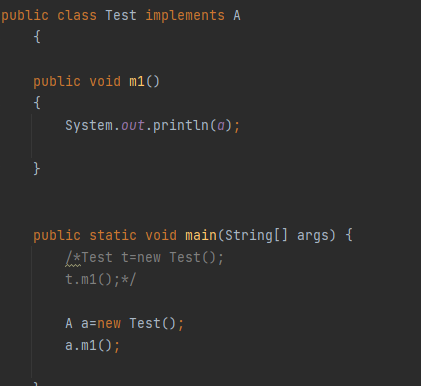 public class Test implements A
{
public void m1()
{
System.out.println(a);
}
public static void main(String[] args) {
/*Test t=new Test();
t.m1();*/
A a=new Test();
a.m1();
}